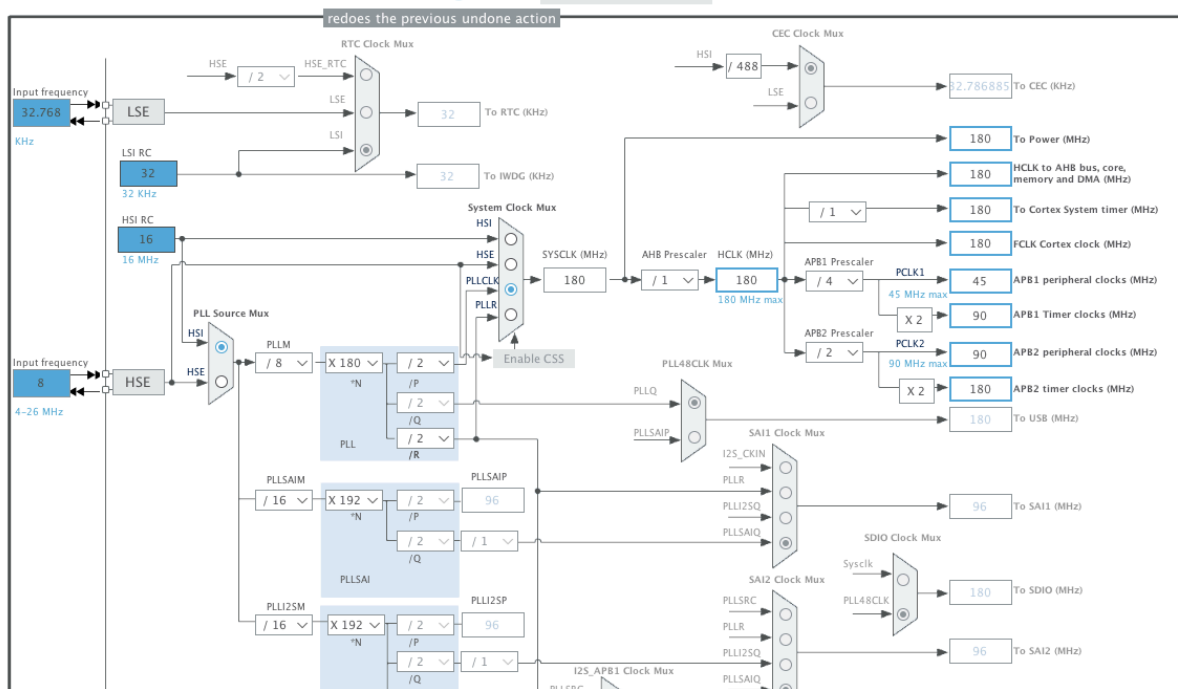 redoes the previous undone action
RTC Clock Mux
HSE
/ 2
HSE_RTC
LSE
LSI
32
To RTC (KHz)
32
To IWDG (KHz)
Input frequency
32.768
KHz
LSE
LSI RC
32
32 KHz
HSI RC
16
16 MHz
CEC Clock Mux
HSI
/ 488
LSE
32.786885
To CEC (KHz)
System Clock Mux
HSI
HSE
PLLCLK
PLLR
SYSCLK (MHz)
180
AHB Prescaler
/ 1
HCLK (MHz)
180
180 MHz max
Enable CSS
180
To Power (MHz)
180
HCLK to AHB bus, core,
memory and DMA (MHz)
/ 1
180
To Cortex System timer (MHz)
180
FCLK Cortex clock (MHz)
APB1 Prescaler
/ 4
PCLK1
45 MHz max
45
APB1 peripheral clocks (MHz)
X 2
90
APB1 Timer clocks (MHz)
APB2 Prescaler
/ 2
PCLK2
90 MHz max
90
APB2 peripheral clocks (MHz)
X 2
180
APB2 timer clocks (MHz)
Input frequency
8
4-26 MHz
HSE
PLL Source Mux
HSI
HSE
PLLM
/ 8
X 180
*N
/ 2
/P
/ 2
/Q
/ 2
/R
PLL
PLL48CLK Mux
PLLQ
PLLSAIP
180
To USB (MHz)
PLLSAIM
/ 16
X 192
*N
/ 2
/P
/ 2
/Q
PLLSAI
PLLSAIP
96
/ 1
SAI1 Clock Mux
I2S_CKIN
PLLR
PLLI2SQ
PLLSAIQ
96
To SAI1 (MHz)
SDIO Clock Mux
Sysclk
PLL48CLK
180
To SDIO (MHz)
PLLI2SM
/ 16
X 192
*N
/ 2
/P
/ 2
/Q
PLLI2SP
96
/ 1
SAI2 Clock Mux
PLLSRC
PLLR
PLLI2SQ
PLLSAIQ
96
To SAI2 (MHz)
I2S_APB1 Clock Mux
PLLSRC